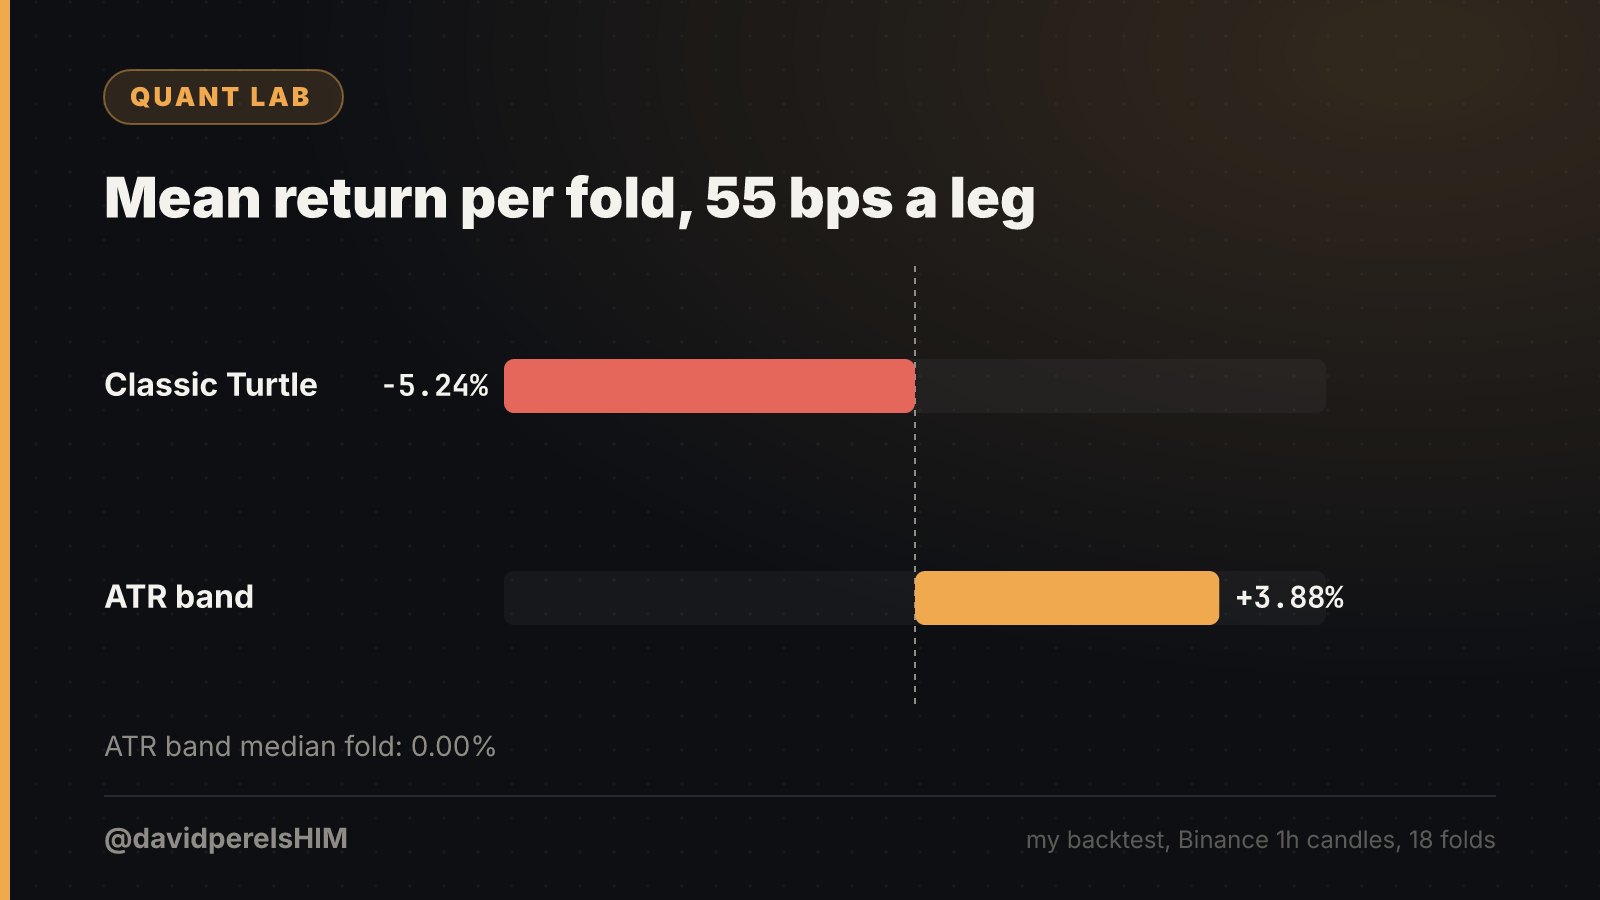 QUANT LAB
Mean return per fold, 55 bps a leg
Classic Turtle -5.24%
ATR band +3.88%
ATR band median fold: 0.00%
@davidperelsHIM my backtest, Binance 1h candles, 18 folds